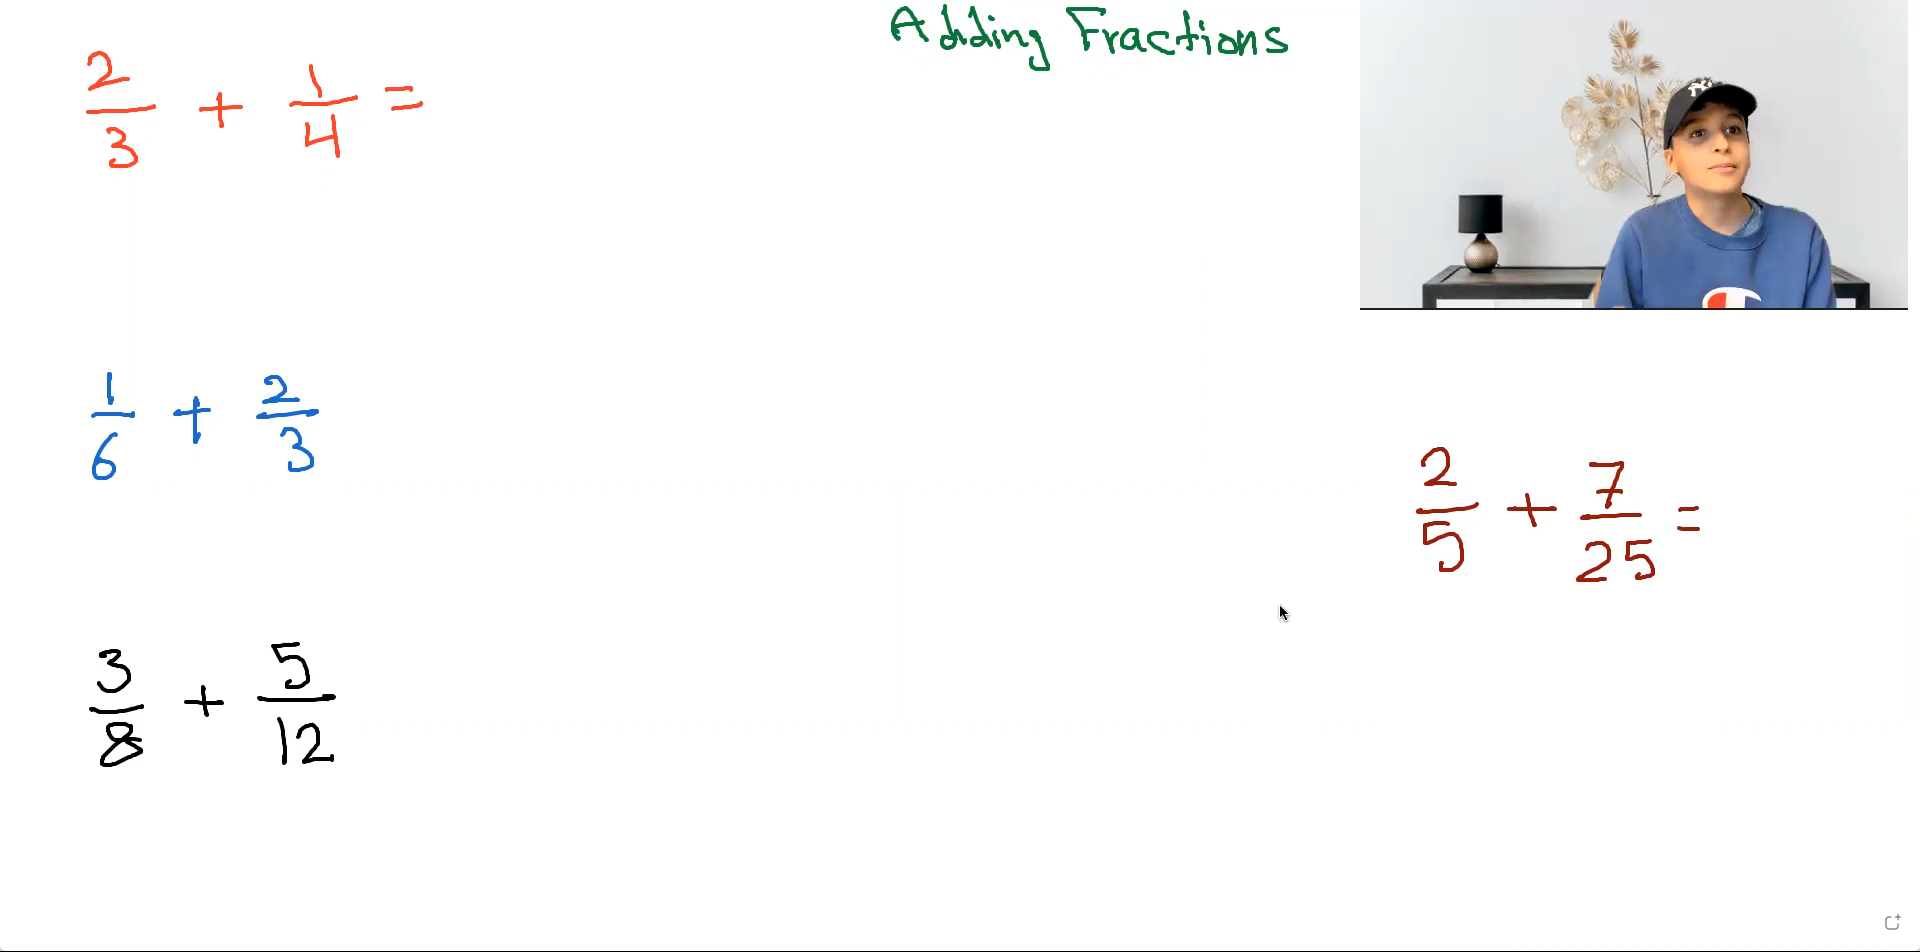 Adding Fractions
2/3 + 1/4 =
1/6 + 2/3
2/5 + 7/25 =
3/8 + 5/12